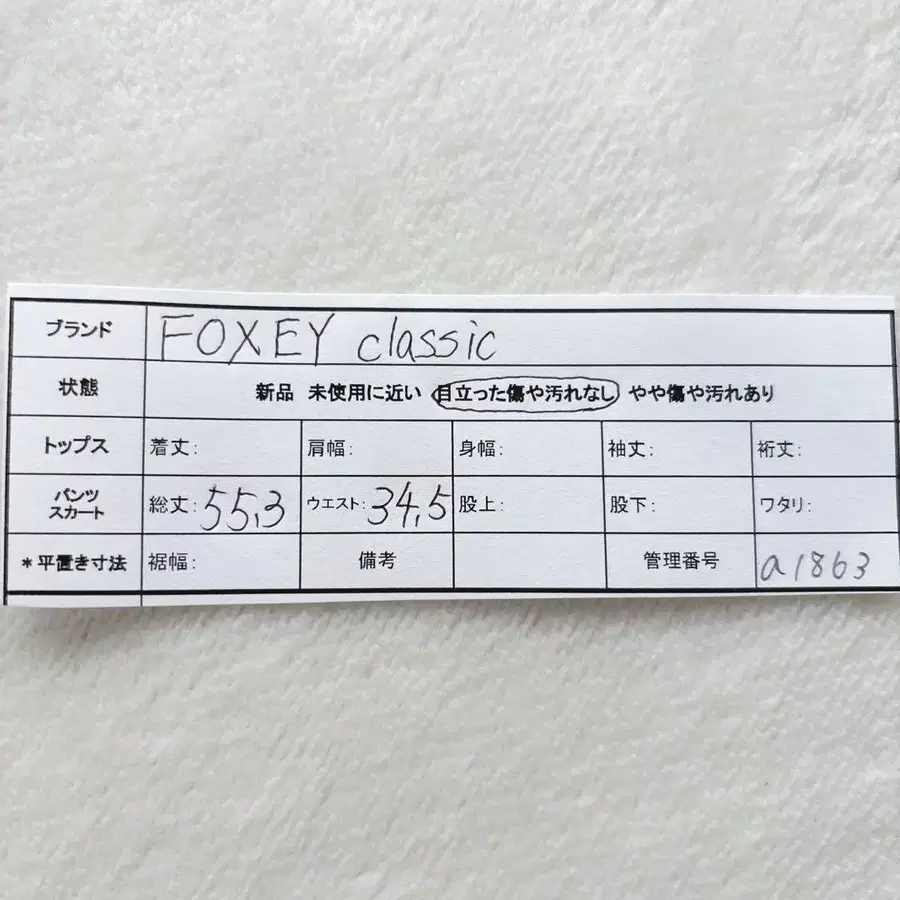 ブランド FOXEY classic
状態 新品 未使用に近い 目立った傷や汚れなし やや傷や汚れあり
トップス 着丈: 肩幅: 身幅: 袖丈: 裄丈:
パンツ
スカート 総丈: 55,3 ウエスト: 34,5 股上: 股下: ワタリ:
*平置き寸法 裾幅: 備考 管理番号 a1863